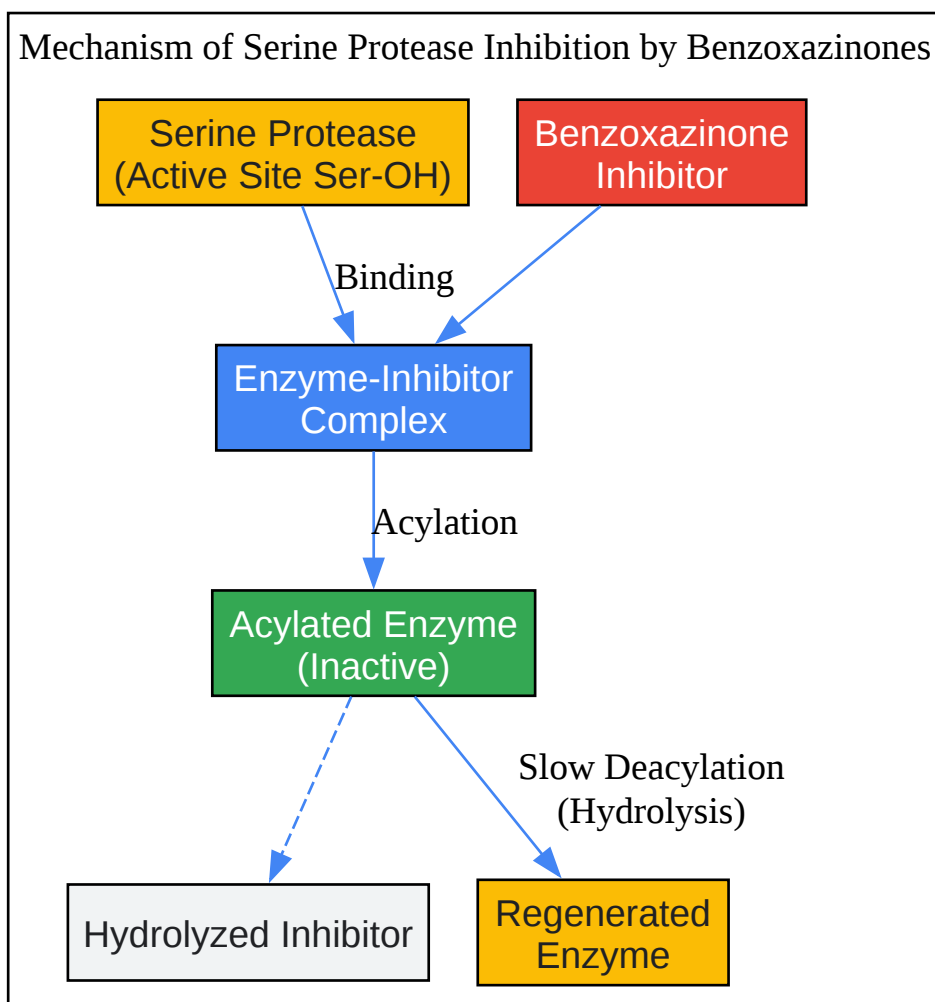 Mechanism of Serine Protease Inhibition by Benzoxazinones
Serine Protease
(Active Site Ser-OH)
Benzoxazinone
Inhibitor
Binding
Enzyme-Inhibitor
Complex
Acylation
Acylated Enzyme
(Inactive)
Slow Deacylation
(Hydrolysis)
Hydrolyzed Inhibitor
Regenerated
Enzyme